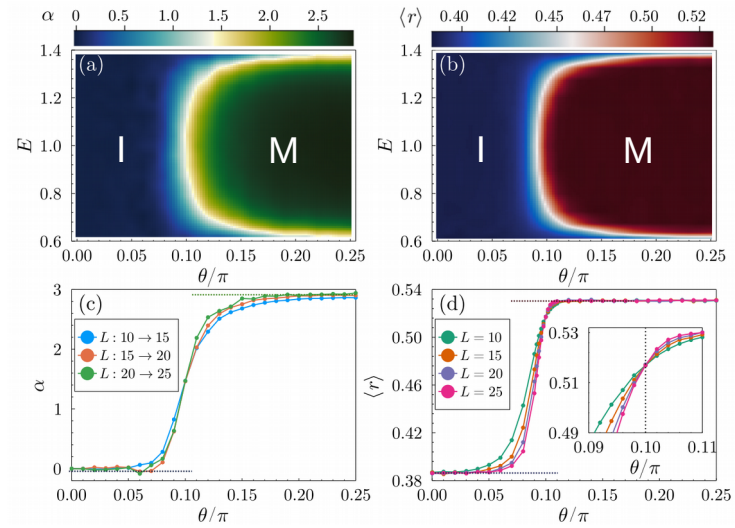 α 0 0.5 1.0 1.5 2.0 2.5
⟨r⟩ 0.40 0.45 0.47 0.50 0.52
(a)
I
M
E
1.4
1.2
1.0
0.8
0.6
0.00 0.05 0.10 0.15 0.20 0.25
θ/π
(b)
I
M
E
1.4
1.2
1.0
0.8
0.6
0.00 0.05 0.10 0.15 0.20 0.25
θ/π
(c)
L : 10 → 15
L : 15 → 20
L : 20 → 25
α
3
2
1
0
0.00 0.05 0.10 0.15 0.20 0.25
θ/π
(d)
L = 10
L = 15
L = 20
L = 25
⟨r⟩
0.54
0.50
0.46
0.42
0.38
0.00 0.05 0.10 0.15 0.20 0.25
θ/π
0.53
0.51
0.49
0.09 0.10 0.11
θ/π